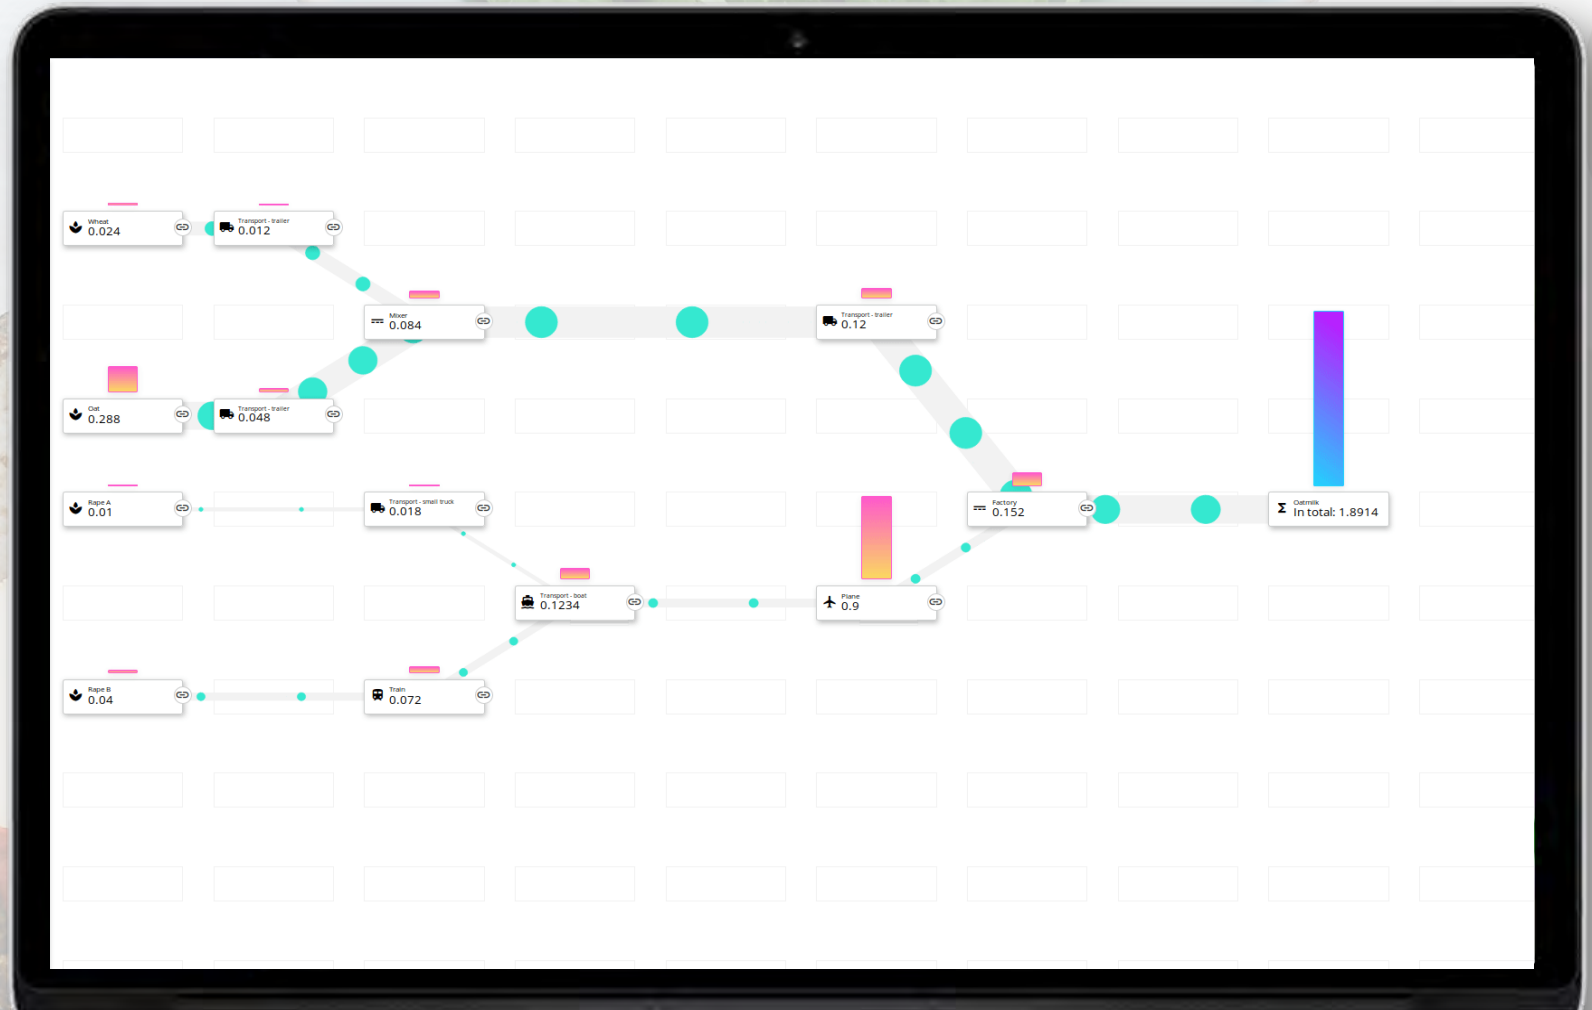 Wheat
0.024
Transport - trailer
0.012
Mixer
0.084
Transport - trailer
0.12
Oat
0.288
Transport - trailer
0.048
Rape A
0.01
Transport - small truck
0.018
Factory
0.152
Oatmilk
In total: 1.8914
Transport - boat
0.1234
Plane
0.9
Rape B
0.04
Train
0.072